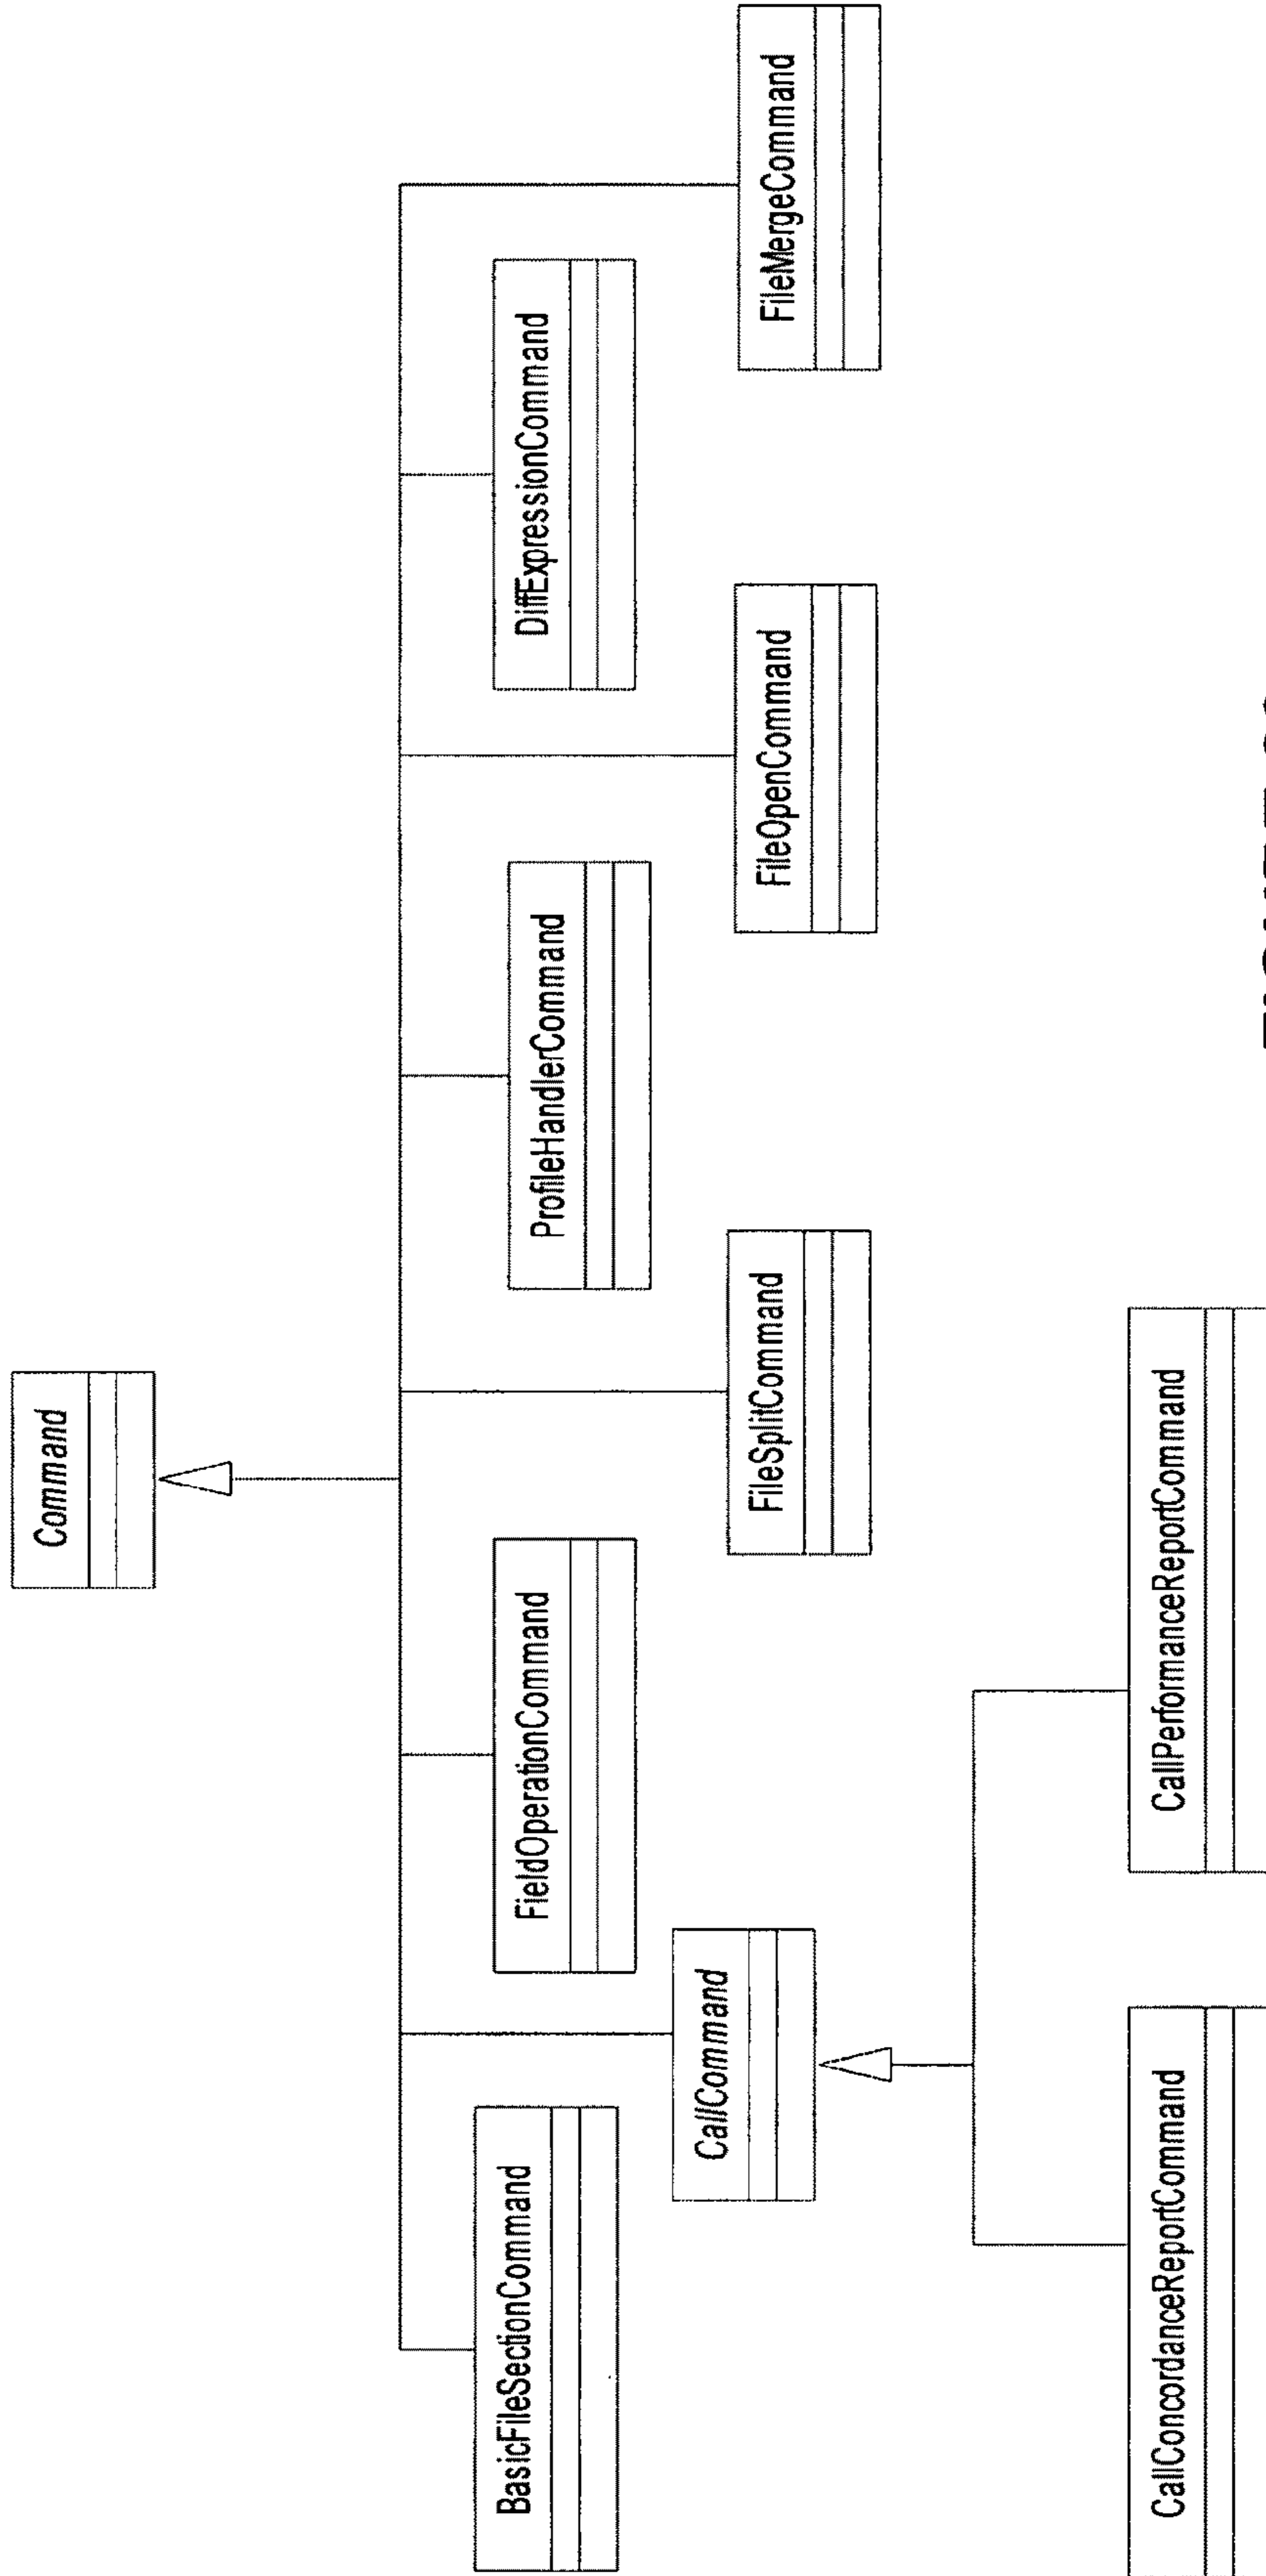 Command
BasicFileSectionCommand
FieldOperationCommand
ProfileHandlerCommand
DiffExpressionCommand
CallCommand
FileSplitCommand
FileOpenCommand
FileMergeCommand
CallConcordanceReportCommand
CallPerformanceReportCommand